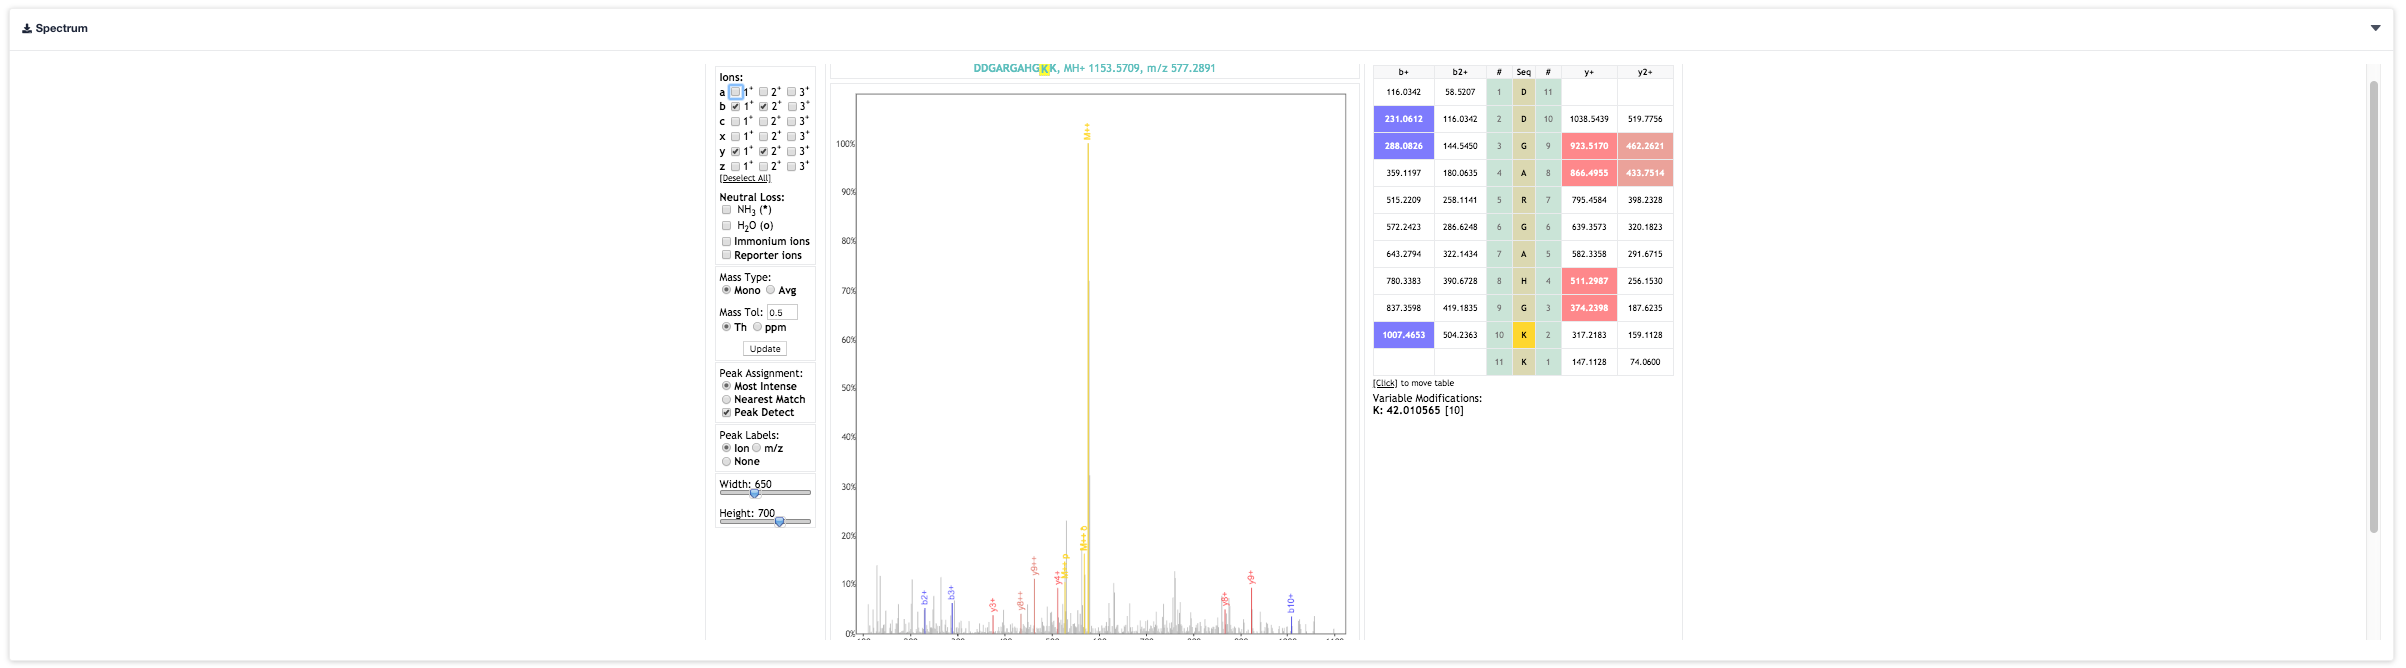 Spectrum
Ions:
a 1+ 2+ 3+
b 1+ 2+ 3+
c 1+ 2+ 3+
x 1+ 2+ 3+
y 1+ 2+ 3+
z 1+ 2+ 3+
[Deselect All]
Neutral Loss:
NH3 (*)
H2O (o)
Immonium ions
Reporter ions
Mass Type:
Mono Avg
Mass Tol: 0.5
Th ppm
Update
Peak Assignment:
Most Intense
Nearest Match
Peak Detect
Peak Labels:
Ion m/z
None
Width: 650
Height: 700
DDGARGAHGKK, MH+ 1153.5709, m/z 577.2891
100%
90%
80%
70%
60%
50%
40%
30%
20%
10%
0%
M++
M++ o
M++ p
b2+
b3+
y3+
y8++
y9++
y4+
y8+
y9+
b10+
b+ b2+ # Seq # y+ y2+
116.0342 58.5207 1 D 11
231.0612 116.0342 2 D 10 1038.5439 519.7756
288.0826 144.5450 3 G 9 923.5170 462.2621
359.1197 180.0635 4 A 8 866.4955 433.7514
515.2209 258.1141 5 R 7 795.4584 398.2328
572.2423 286.6248 6 G 6 639.3573 320.1823
643.2794 322.1434 7 A 5 582.3358 291.6715
780.3383 390.6728 8 H 4 511.2987 256.1530
837.3598 419.1835 9 G 3 374.2398 187.6235
1007.4653 504.2363 10 K 2 317.2183 159.1128
11 K 1 147.1128 74.0600
[Click] to move table
Variable Modifications:
K: 42.010565 [10]